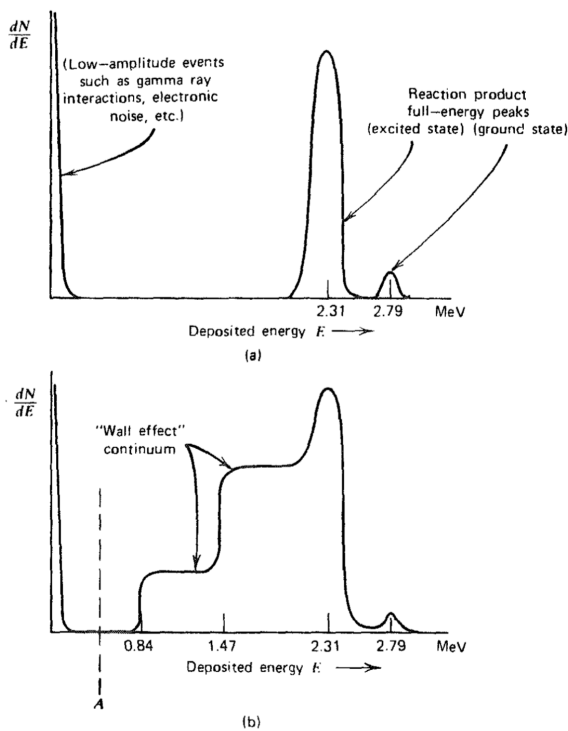 dN
dE
(Low—amplitude events
such as gamma ray
interactions, electronic
noise, etc.)
Reaction product
full—energy peaks
(excited state) (ground state)
2.31 2.79 MeV
Deposited energy E
(a)
dN
dE
"Wall effect"
continuum
0.84 1.47 2.31 2.79 MeV
Deposited energy E
A
(b)